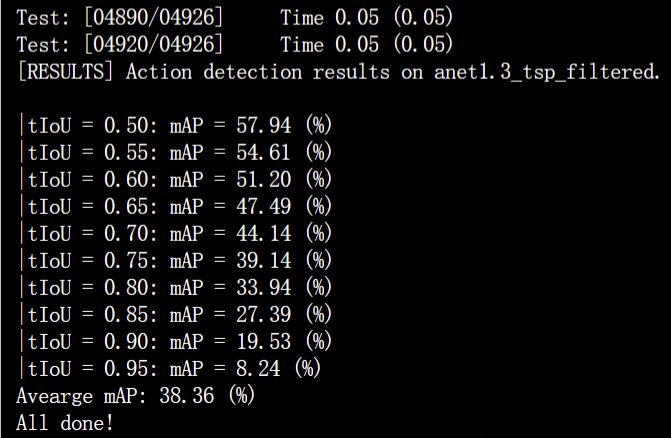 Test: [04890/04926] Time 0.05 (0.05)
Test: [04920/04926] Time 0.05 (0.05)
[RESULTS] Action detection results on anet1.3_tsp_filtered.
|tIoU = 0.50: mAP = 57.94 (%)
|tIoU = 0.55: mAP = 54.61 (%)
|tIoU = 0.60: mAP = 51.20 (%)
|tIoU = 0.65: mAP = 47.49 (%)
|tIoU = 0.70: mAP = 44.14 (%)
|tIoU = 0.75: mAP = 39.14 (%)
|tIoU = 0.80: mAP = 33.94 (%)
|tIoU = 0.85: mAP = 27.39 (%)
|tIoU = 0.90: mAP = 19.53 (%)
|tIoU = 0.95: mAP = 8.24 (%)
Avearge mAP: 38.36 (%)
All done!